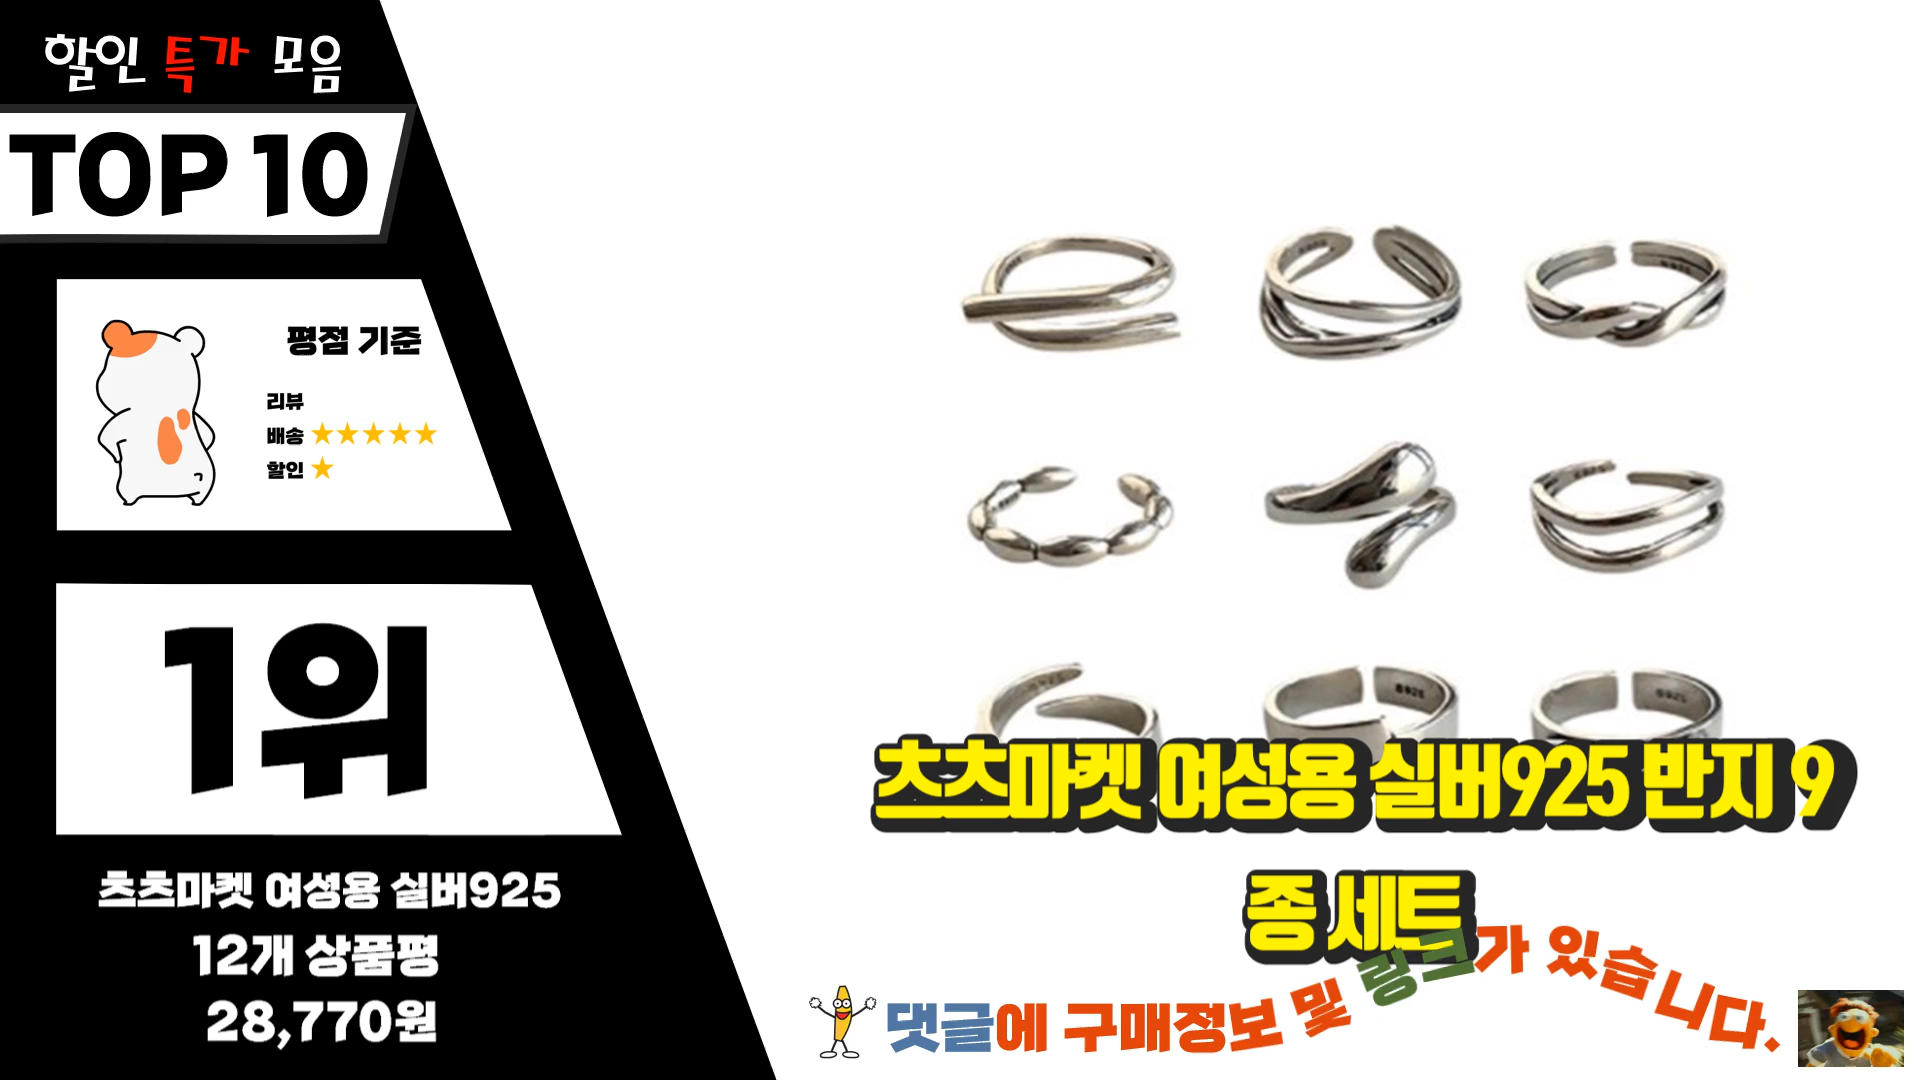 할인 특가 모음
TOP 10
평점 기준
리뷰
배송 ★★★★★
할인 ★
1위
츠츠마켓 여성용 실버925
12개 상품평
28,770원
S925
S925
츠츠마켓 여성용 실버925 반지 9
종 세트
댓글에 구매정보 및 링크가 있습니다.